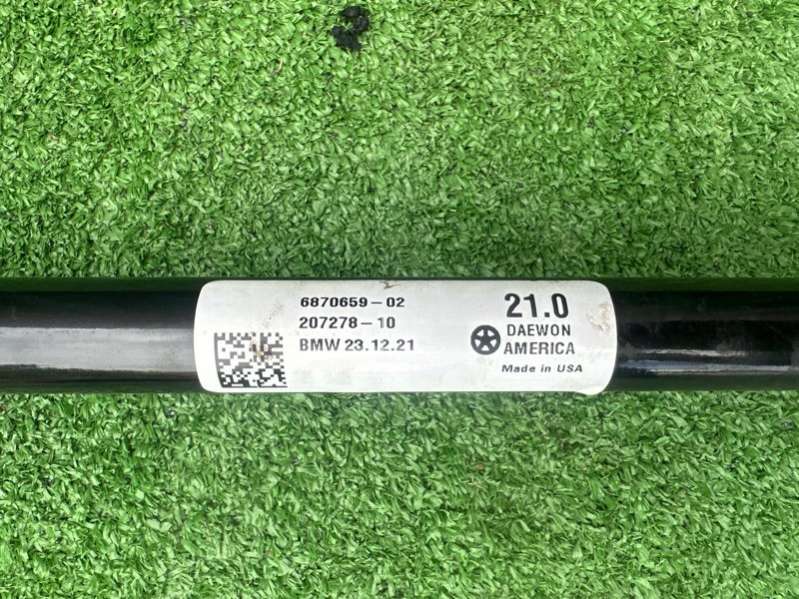 6870659-02
207278-10
BMW 23.12.21
21.0
DAEWON
AMERICA
Made in USA